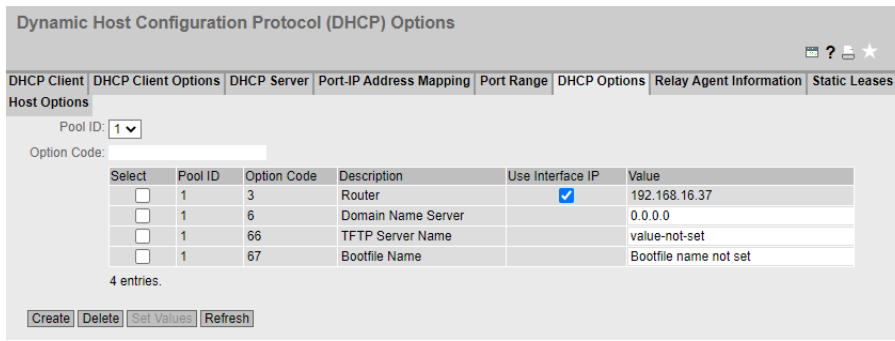 Dynamic Host Configuration Protocol (DHCP) Options
?
DHCP Client DHCP Client Options DHCP Server Port-IP Address Mapping Port Range DHCP Options Relay Agent Information Static Leases
Host Options
Pool ID: 1
Option Code:
Select Pool ID Option Code Description Use Interface IP Value
1 3 Router 192.168.16.37
1 6 Domain Name Server 0.0.0.0
1 66 TFTP Server Name value-not-set
1 67 Bootfile Name Bootfile name not set
4 entries.
Create Delete Set Values Refresh